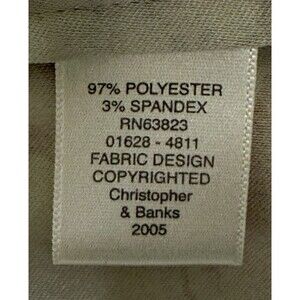 97% POLYESTER
3% SPANDEX
RN63823
01628 - 4811
FABRIC DESIGN
COPYRIGHTED
Christopher
& Banks
2005